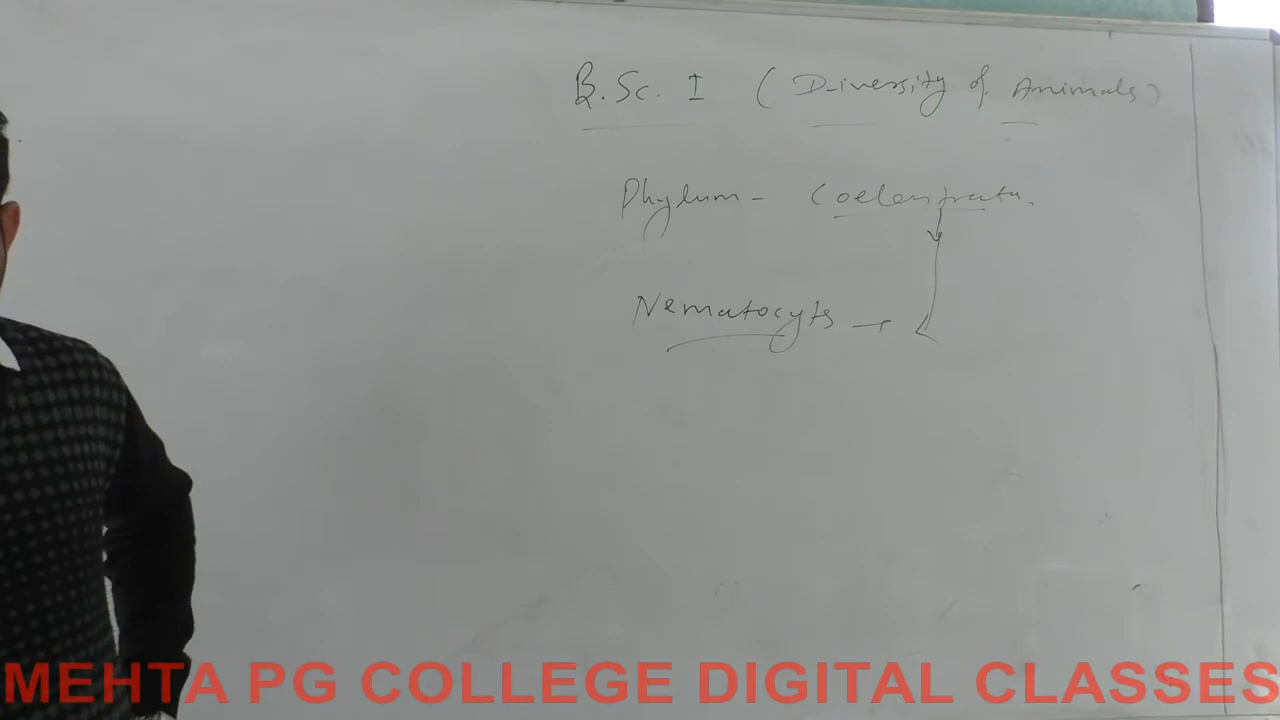 B.Sc. I ( Diversity of Animals)
Phylum - Coelentrata.
Nematocyts →
MEHTA PG COLLEGE DIGITAL CLASSES